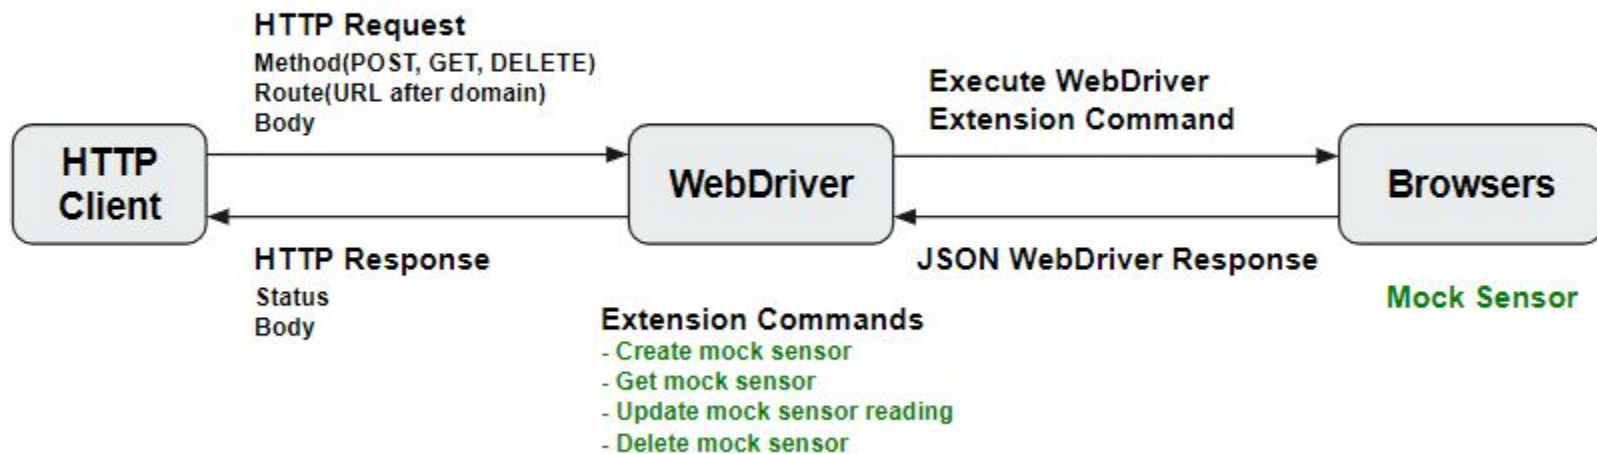 HTTP Request
Method(POST, GET, DELETE)
Route(URL after domain)
Body
Execute WebDriver
Extension Command
HTTP
Client
WebDriver
Browsers
HTTP Response
Status
Body
JSON WebDriver Response
Mock Sensor
Extension Commands
- Create mock sensor
- Get mock sensor
- Update mock sensor reading
- Delete mock sensor